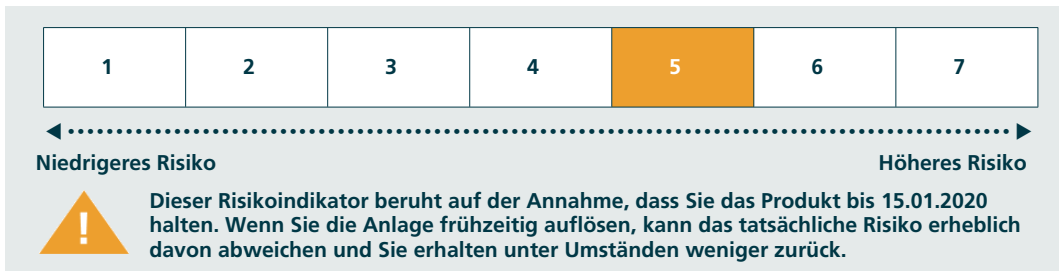 1 2 3 4 5 6 7
Niedrigeres Risiko Höheres Risiko
!
Dieser Risikoindikator beruht auf der Annahme, dass Sie das Produkt bis 15.01.2020
halten. Wenn Sie die Anlage frühzeitig auflösen, kann das tatsächliche Risiko erheblich
davon abweichen und Sie erhalten unter Umständen weniger zurück.